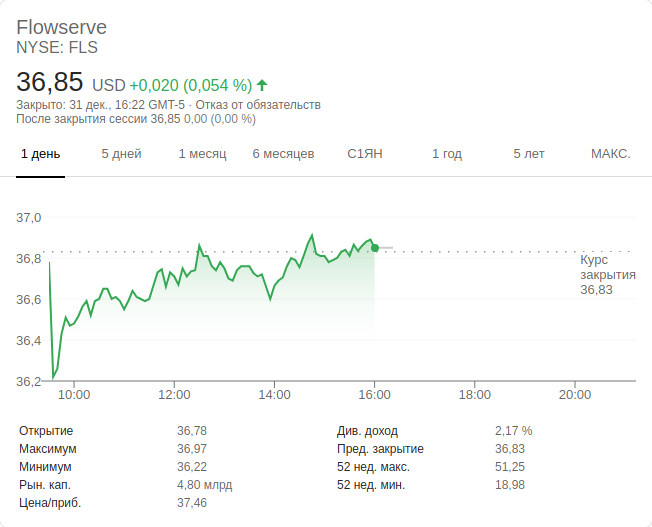 Flowserve
NYSE: FLS
36,85 USD +0,020 (0,054 %)
Закрыто: 31 дек., 16:22 GMT-5 · Отказ от обязательств
После закрытия сессии 36,85 0,00 (0,00 %)
1 день 5 дней 1 месяц 6 месяцев С1ЯН 1 год 5 лет МАКС.
37,0
36,8
36,6
36,4
36,2
Курс
закрытия
36,83
10:00 12:00 14:00 16:00 18:00 20:00
Открытие 36,78 Див. доход 2,17 %
Максимум 36,97 Пред. закрытие 36,83
Минимум 36,22 52 нед. макс. 51,25
Рын. кап. 4,80 млрд 52 нед. мин. 18,98
Цена/приб. 37,46